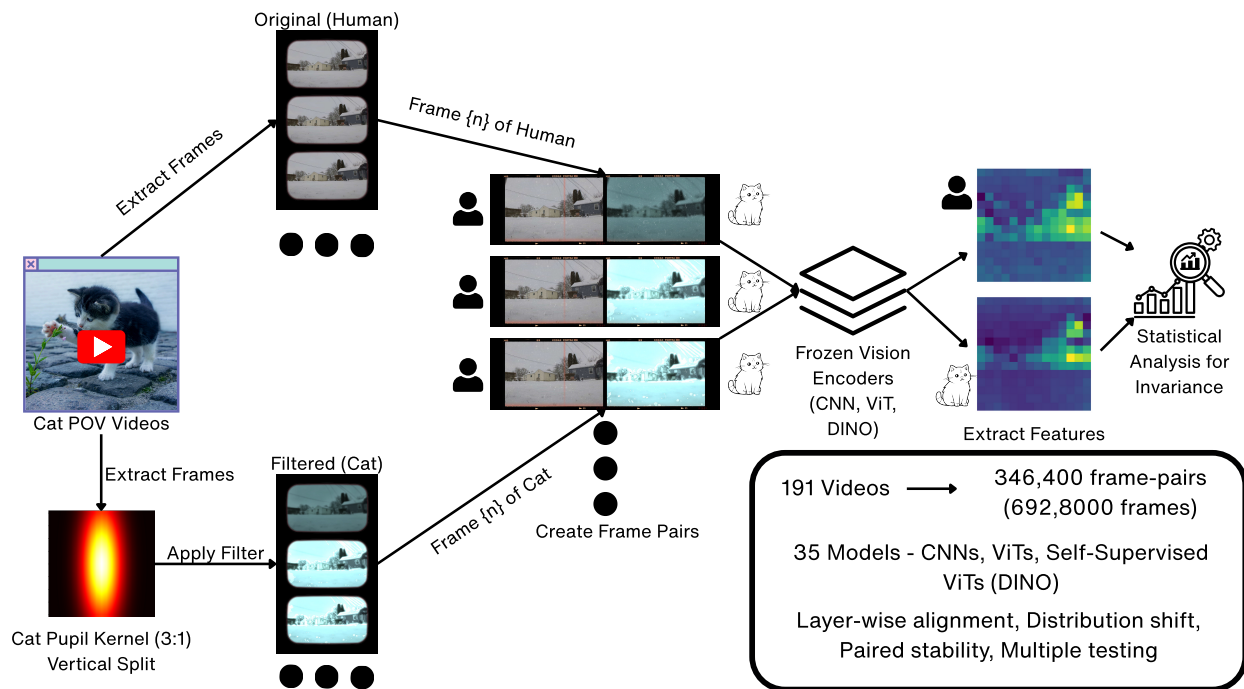 Original (Human)
Extract Frames
Frame {n} of Human
Cat POV Videos
Extract Frames
Apply Filter
Cat Pupil Kernel (3:1)
Vertical Split
Filtered (Cat)
Frame {n} of Cat
Create Frame Pairs
Frozen Vision
Encoders
(CNN, ViT,
DINO)
Extract Features
Statistical
Analysis for
Invariance
191 Videos
346,400 frame-pairs
(692,8000 frames)
35 Models - CNNs, ViTs, Self-Supervised
ViTs (DINO)
Layer-wise alignment, Distribution shift,
Paired stability, Multiple testing